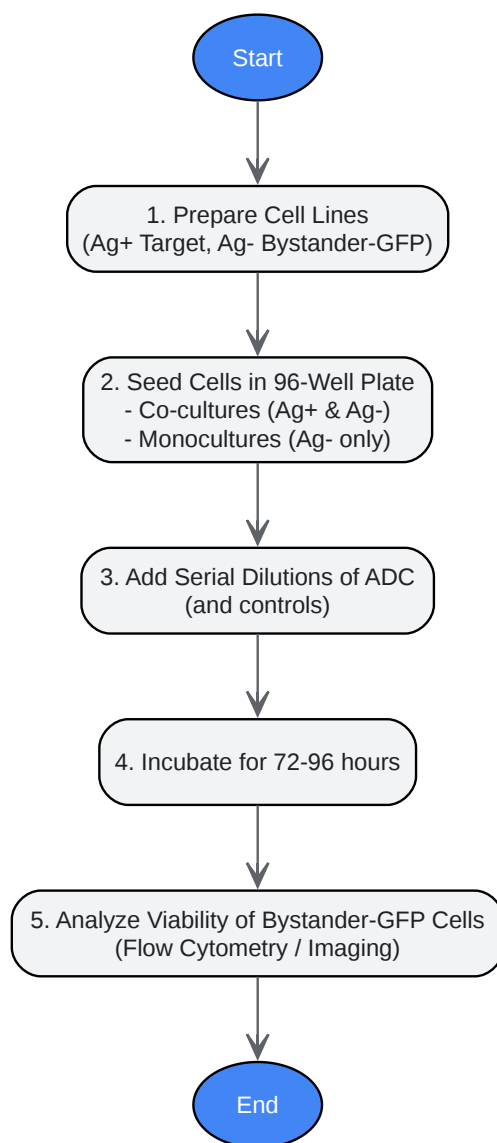 Start
1. Prepare Cell Lines
(Ag+ Target, Ag- Bystander-GFP)
2. Seed Cells in 96-Well Plate
- Co-cultures (Ag+ & Ag-)
- Monocultures (Ag- only)
3. Add Serial Dilutions of ADC
(and controls)
4. Incubate for 72-96 hours
5. Analyze Viability of Bystander-GFP Cells
(Flow Cytometry / Imaging)
End